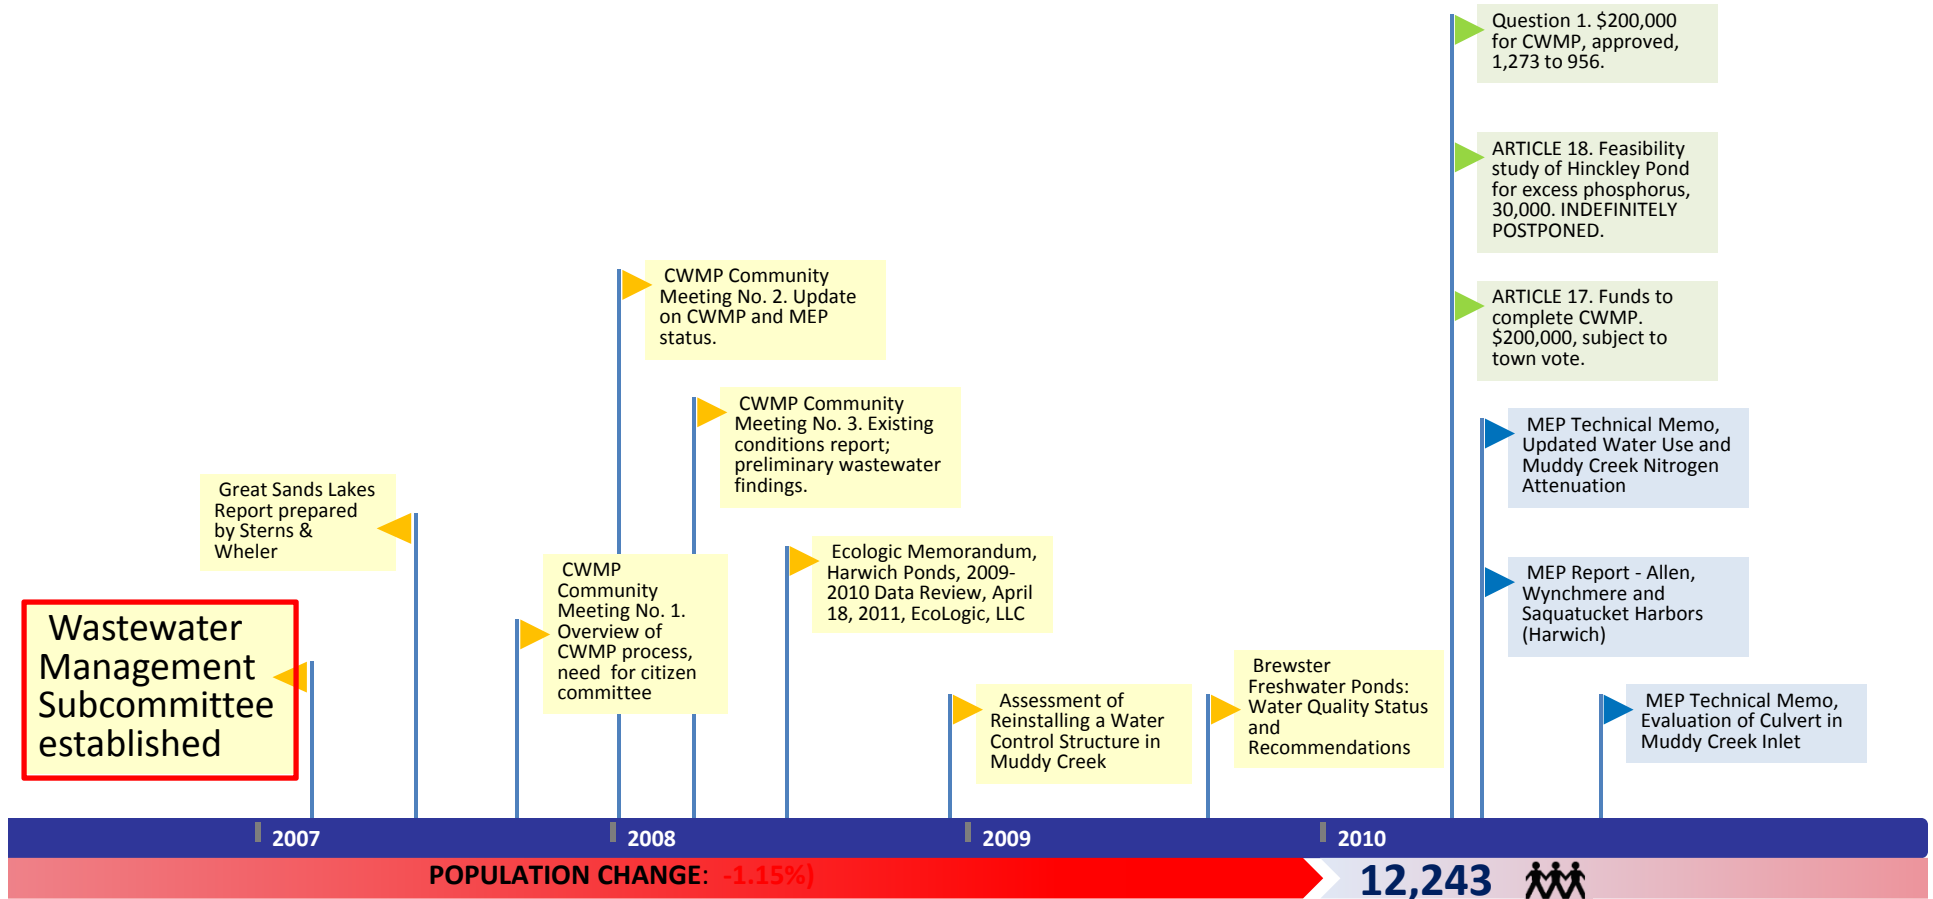 Question 1. $200,000
for CWMP, approved,
1,273 to 956.
ARTICLE 18. Feasibility
study of Hinckley Pond
for excess phosphorus,
30,000. INDEFINITELY
POSTPONED.
ARTICLE 17. Funds to
complete CWMP.
$200,000, subject to
town vote.
CWMP Community
Meeting No. 2. Update
on CWMP and MEP
status.
CWMP Community
Meeting No. 3. Existing
conditions report;
preliminary wastewater
findings.
MEP Technical Memo,
Updated Water Use and
Muddy Creek Nitrogen
Attenuation
Great Sands Lakes
Report prepared
by Sterns &
Wheler
CWMP
Community
Meeting No. 1.
Overview of
CWMP process,
need for citizen
committee
Ecologic Memorandum,
Harwich Ponds, 2009-
2010 Data Review, April
18, 2011, EcoLogic, LLC
MEP Report - Allen,
Wynchmere and
Saquatucket Harbors
(Harwich)
Wastewater
Management
Subcommittee
established
Assessment of
Reinstalling a Water
Control Structure in
Muddy Creek
Brewster
Freshwater Ponds:
Water Quality Status
and
Recommendations
MEP Technical Memo,
Evaluation of Culvert in
Muddy Creek Inlet
2007
2008
2009
2010
POPULATION CHANGE: -1.15%)
12,243